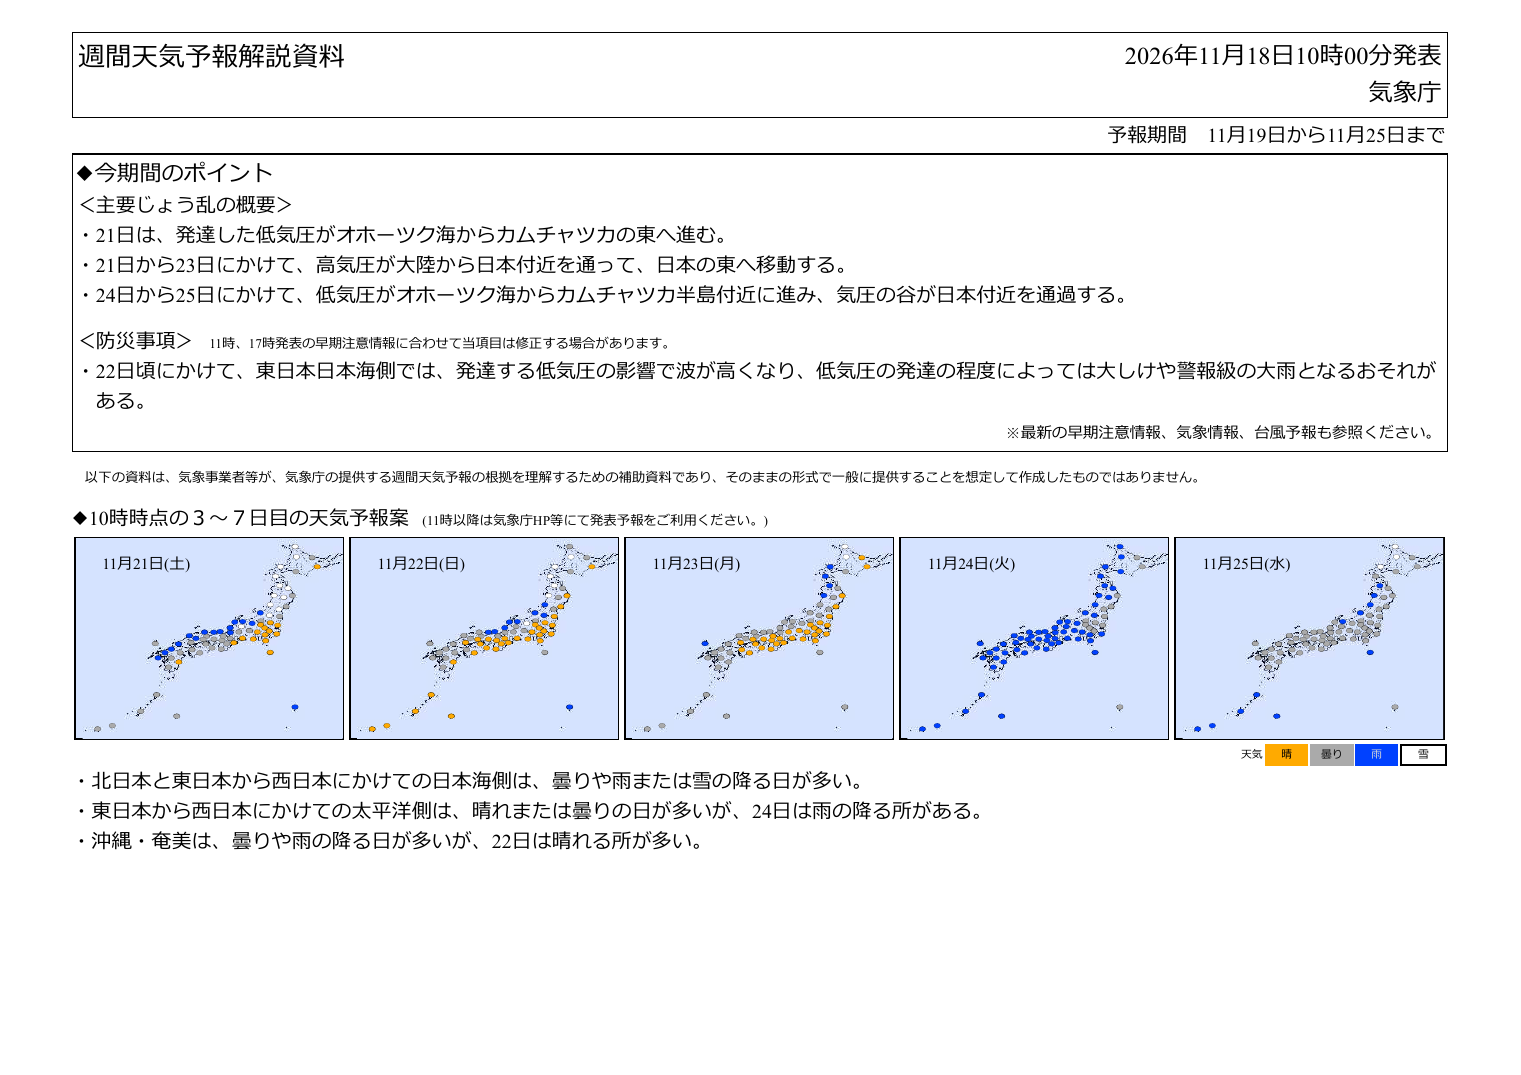 週間天気予報解説資料
2026年11月18日10時00分発表
気象庁
予報期間　11月19日から11月25日まで
◆今期間のポイント
＜主要じょう乱の概要＞
・21日は、発達した低気圧がオホーツク海からカムチャツカの東へ進む。
・21日から23日にかけて、高気圧が大陸から日本付近を通って、日本の東へ移動する。
・24日から25日にかけて、低気圧がオホーツク海からカムチャツカ半島付近に進み、気圧の谷が日本付近を通過する。
＜防災事項＞　11時、17時発表の早期注意情報に合わせて当項目は修正する場合があります。
・22日頃にかけて、東日本日本海側では、発達する低気圧の影響で波が高くなり、低気圧の発達の程度によっては大しけや警報級の大雨となるおそれが
ある。
※最新の早期注意情報、気象情報、台風予報も参照ください。
以下の資料は、気象事業者等が、気象庁の提供する週間天気予報の根拠を理解するための補助資料であり、そのままの形式で一般に提供することを想定して作成したものではありません。
◆10時時点の３～７日目の天気予報案　(11時以降は気象庁HP等にて発表予報をご利用ください。)
11月21日(土)
11月22日(日)
11月23日(月)
11月24日(火)
11月25日(水)
天気　晴　曇り　雨　雪
・北日本と東日本から西日本にかけての日本海側は、曇りや雨または雪の降る日が多い。
・東日本から西日本にかけての太平洋側は、晴れまたは曇りの日が多いが、24日は雨の降る所がある。
・沖縄・奄美は、曇りや雨の降る日が多いが、22日は晴れる所が多い。